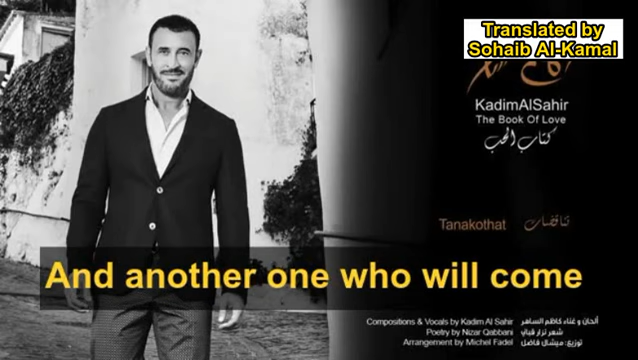 Translated by
Sohaib Al-Kamal
كاظم الساهر
KadimAlSahir
The Book Of Love
كتاب الحب
Tanakothat تناقضات
And another one who will come
Compositions & Vocals by Kadim Al Sahir ألحان و غناء كاظم الساهر
Poetry by Nizar Qabbani شعر نزار قباني
Arrangement by Michel Fadel توزيع: ميشال فاضل